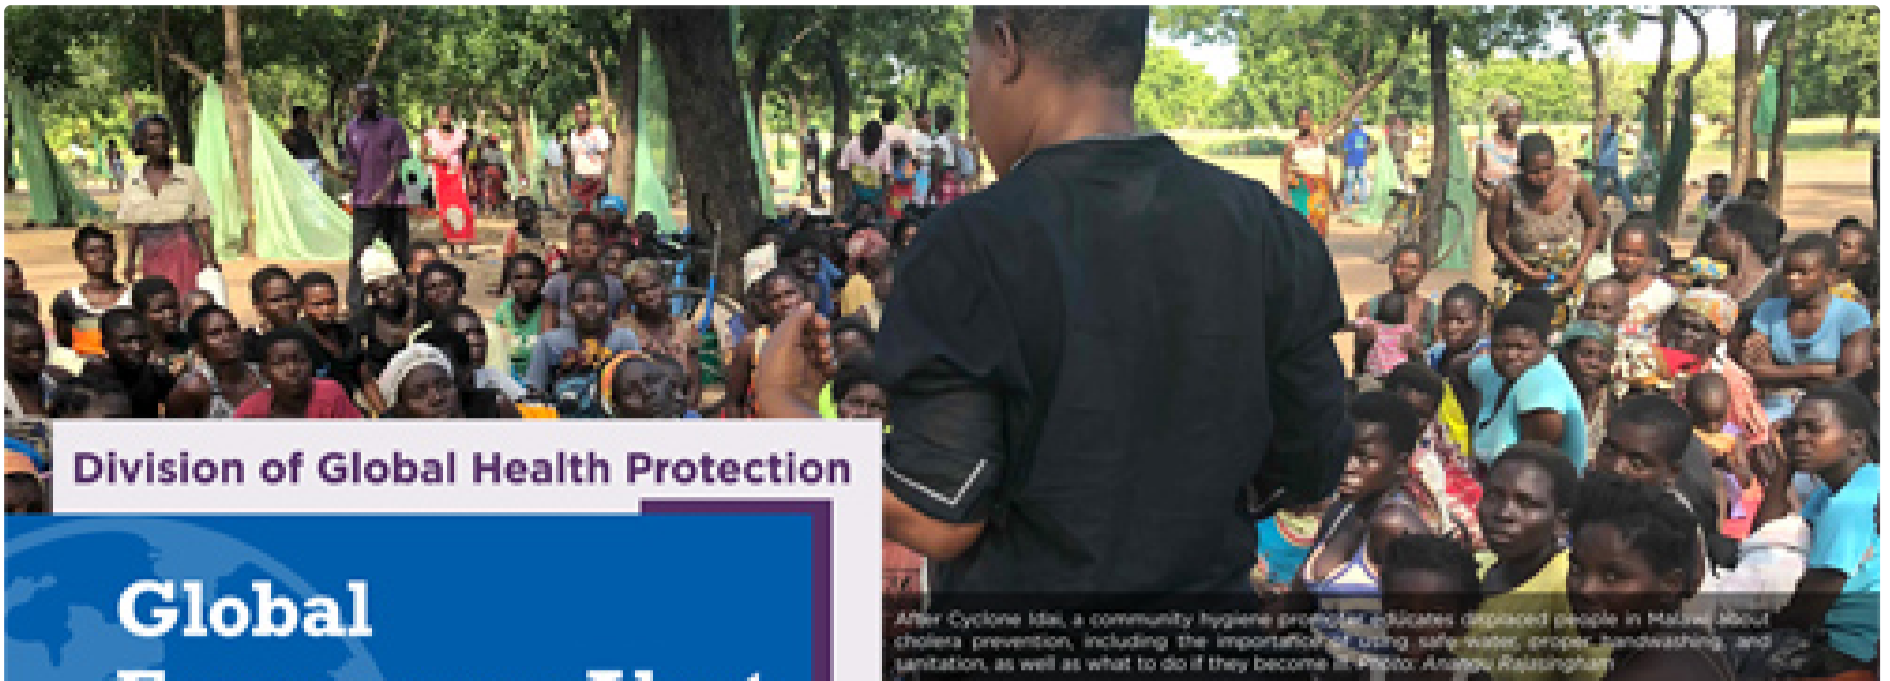 Division of Global Health Protection
Global
After Cyclone Idai, a community hygiene promoter educates displaced people in Malawi about
cholera prevention, including the importance of using safe water, proper handwashing, and
sanitation, as well as what to do if they become ill. Photo: Anagou Rajasingham